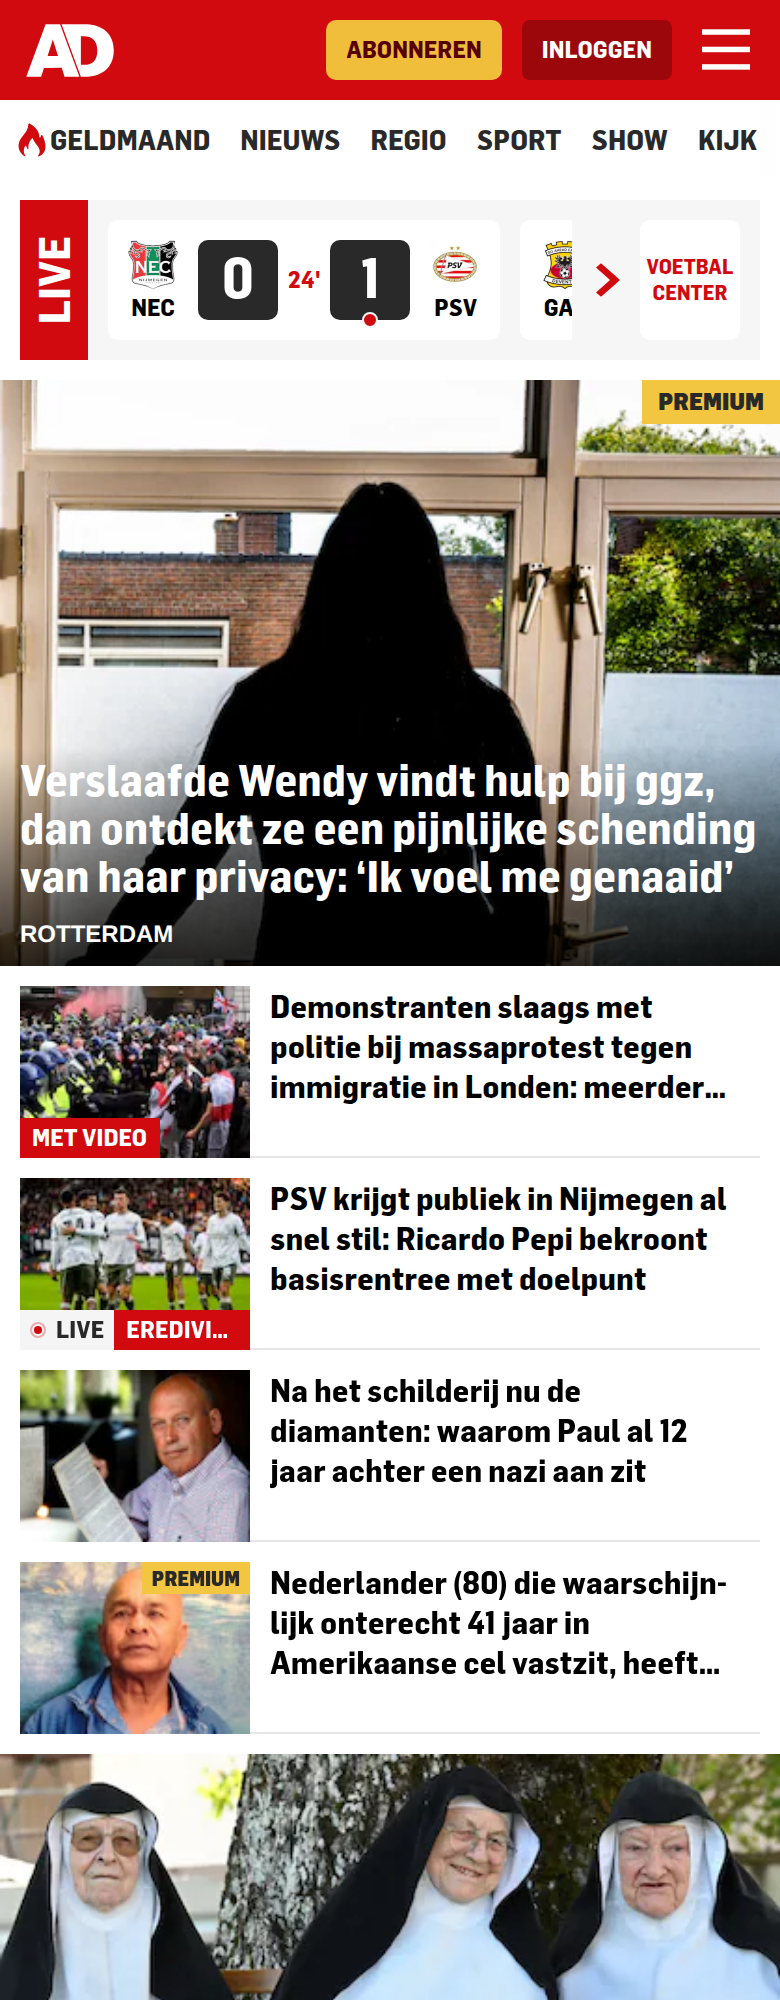 AD
ABONNEREN
INLOGGEN
GELDMAAND NIEUWS REGIO SPORT SHOW KIJK
LIVE
NEC
NIJMEGEN
NEC
0
24'
1
PSV
PSV
GA
VOETBAL
CENTER
PREMIUM
Verslaafde Wendy vindt hulp bij ggz,
dan ontdekt ze een pijnlijke schending
van haar privacy: ‘Ik voel me genaaid’
ROTTERDAM
Demonstranten slaags met
politie bij massaprotest tegen
immigratie in Londen: meerder...
MET VIDEO
PSV krijgt publiek in Nijmegen al
snel stil: Ricardo Pepi bekroont
basisrentree met doelpunt
LIVE
EREDIVI...
Na het schilderij nu de
diamanten: waarom Paul al 12
jaar achter een nazi aan zit
PREMIUM
Nederlander (80) die waarschijn-
lijk onterecht 41 jaar in
Amerikaanse cel vastzit, heeft...